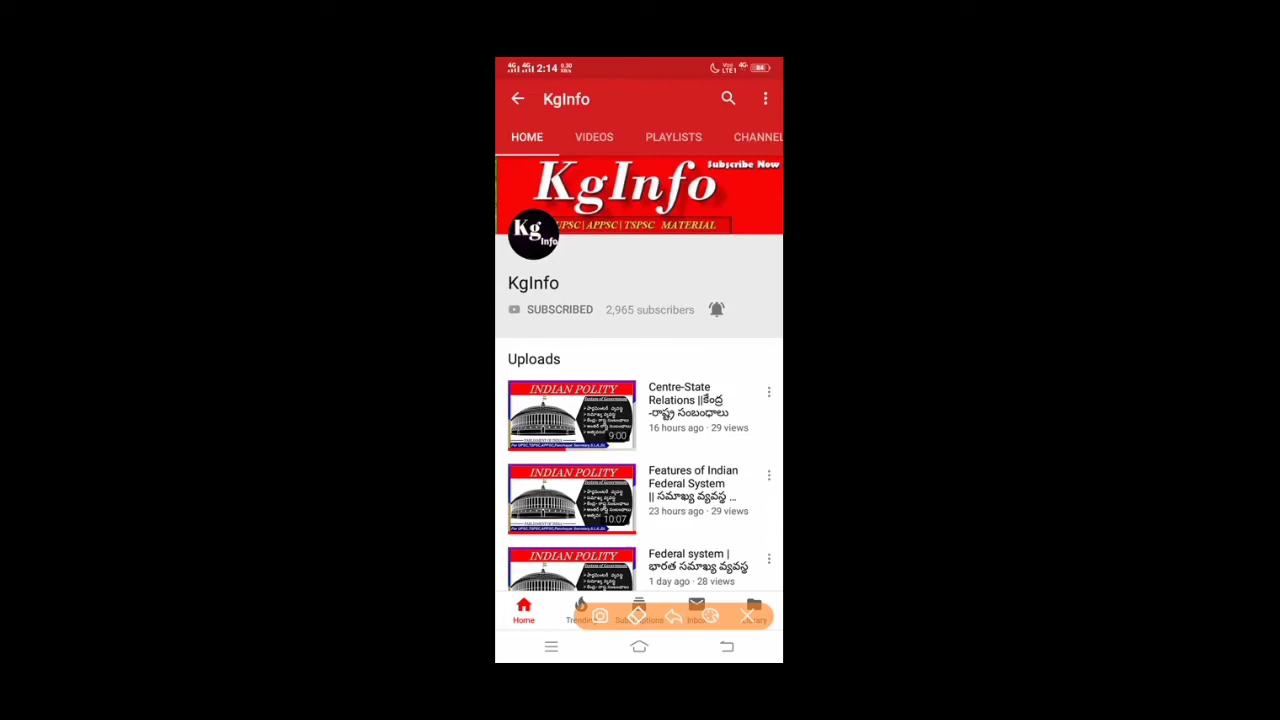 2:14
84
KgInfo
HOME VIDEOS PLAYLISTS CHANNEL
Subscribe Now
KgInfo
UPSC| APPSC| TSPSC MATERIAL
Kg
Info
KgInfo
SUBSCRIBED 2,965 subscribers
Uploads
INDIAN POLITY
9:00
Centre-State
Relations ||కేంద్ర
-రాష్ట్ర సంబంధాలు
16 hours ago · 29 views
INDIAN POLITY
10:07
Features of Indian
Federal System
|| సమాఖ్య వ్యవస్థ ...
23 hours ago · 29 views
INDIAN POLITY
Federal system |
భారత సమాఖ్య వ్యవస్థ
1 day ago · 28 views
Home